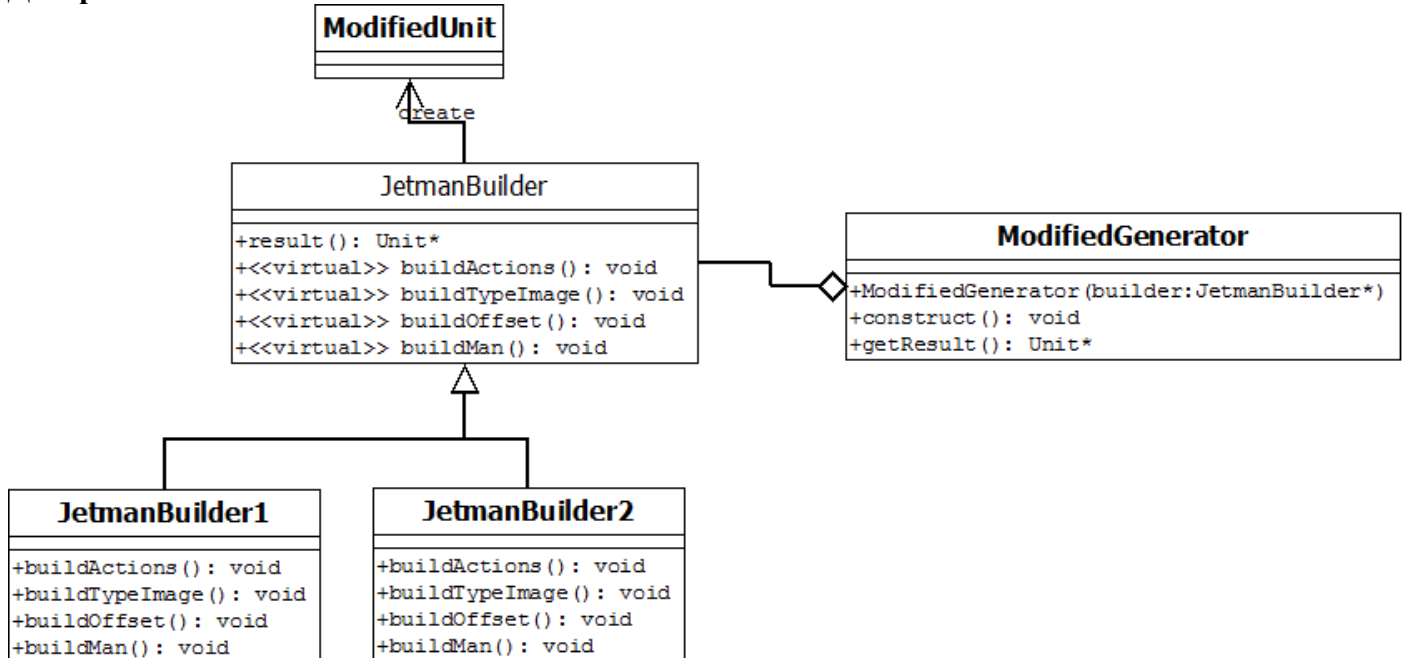 ModifiedUnit
create
JetmanBuilder
+result(): Unit*
+<<virtual>> buildActions(): void
+<<virtual>> buildTypeImage(): void
+<<virtual>> buildOffset(): void
+<<virtual>> buildMan(): void
ModifiedGenerator
+ModifiedGenerator(builder:JetmanBuilder*)
+construct(): void
+getResult(): Unit*
JetmanBuilder1
+buildActions(): void
+buildTypeImage(): void
+buildOffset(): void
+buildMan(): void
JetmanBuilder2
+buildActions(): void
+buildTypeImage(): void
+buildOffset(): void
+buildMan(): void